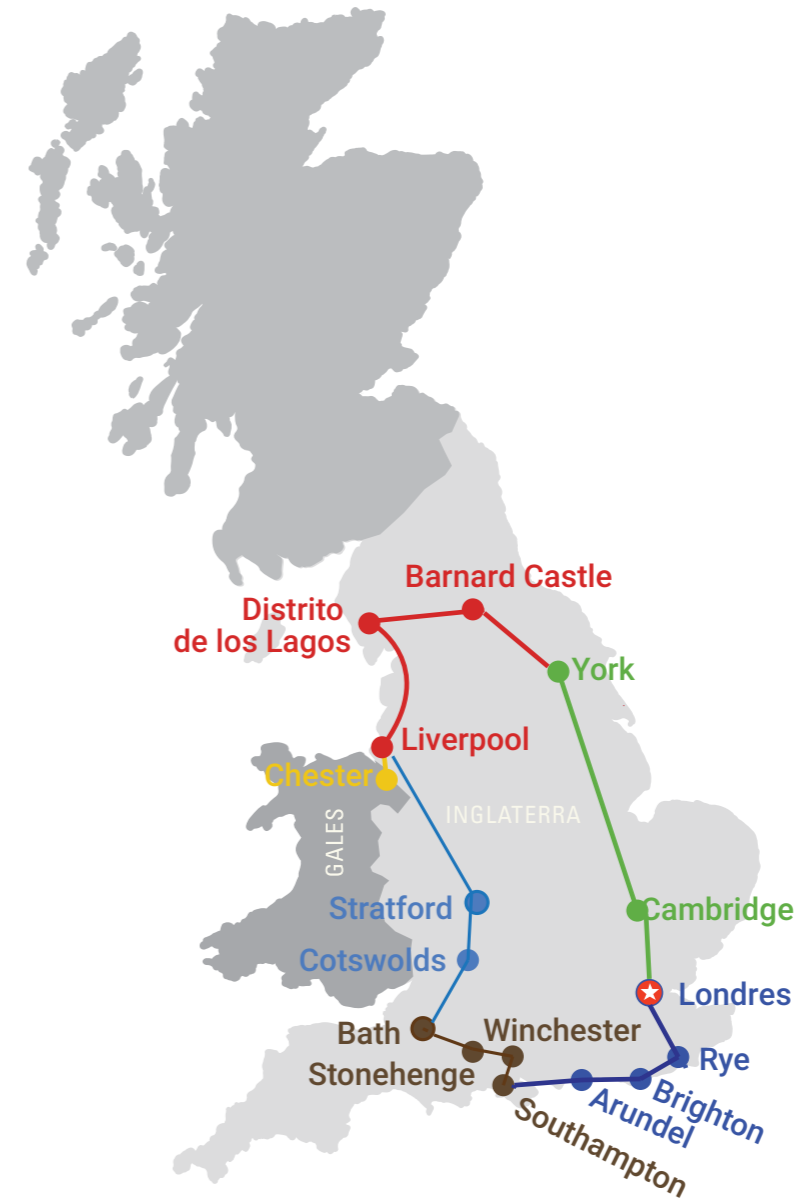 Barnard Castle
Distrito
de los Lagos
York
Liverpool
Chester
GALES
INGLATERRA
Stratford
Cambridge
Cotswolds
Londres
Bath
Winchester
Stonehenge
Rye
Brighton
Arundel
Southampton